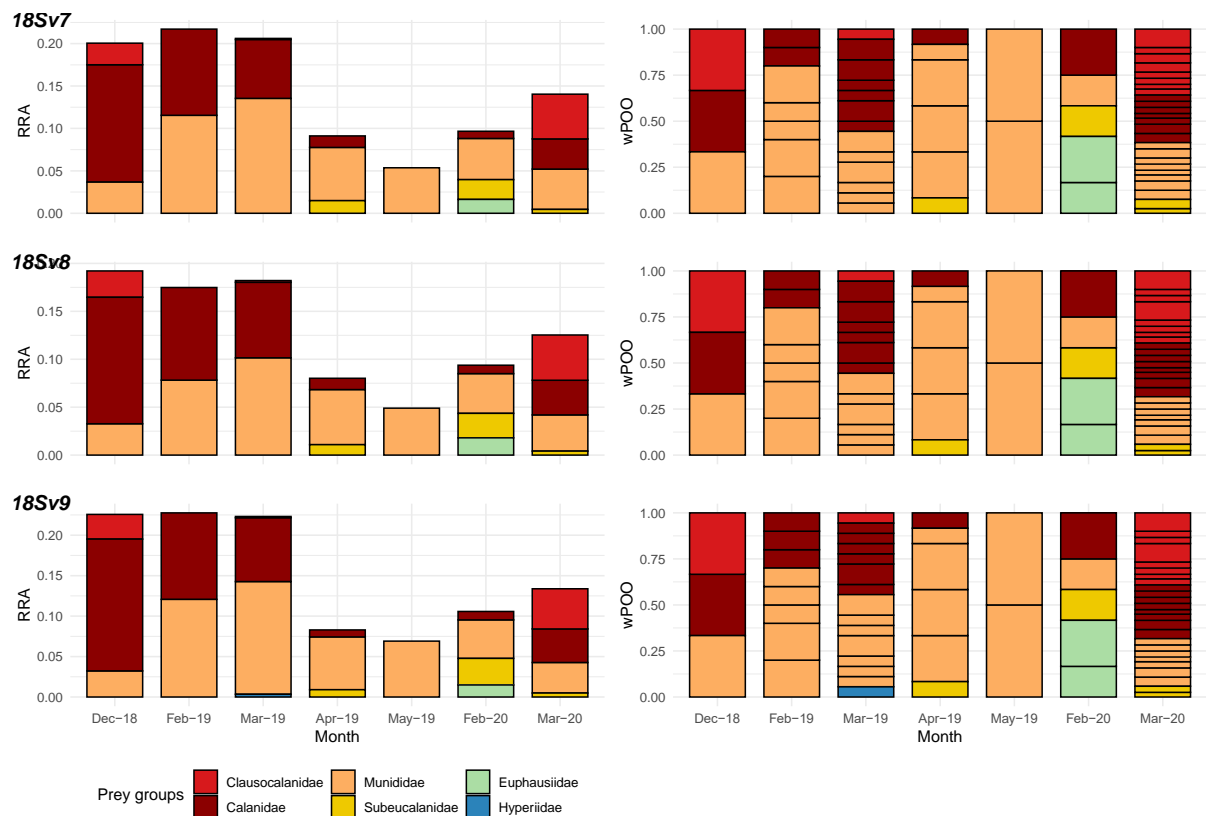 18Sv7
0.20
0.15
0.10
0.05
0.00
RRA
1.00
0.75
0.50
0.25
0.00
wPOO
18Sv8
0.15
0.10
0.05
0.00
RRA
1.00
0.75
0.50
0.25
0.00
wPOO
18Sv9
0.20
0.15
0.10
0.05
0.00
RRA
Dec−18 Feb−19 Mar−19 Apr−19 May−19 Feb−20 Mar−20
Month
1.00
0.75
0.50
0.25
0.00
wPOO
Dec−18 Feb−19 Mar−19 Apr−19 May−19 Feb−20 Mar−20
Month
Prey groups
Clausocalanidae Munididae Euphausiidae
Calanidae Subeucalanidae Hyperiidae